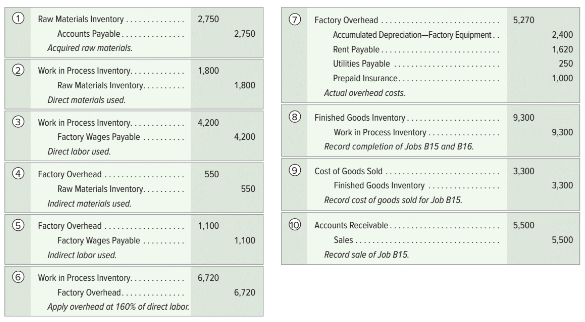 1 Raw Materials Inventory........... 2,750
Accounts Payable............... 2,750
Acquired raw materials.
2 Work in Process Inventory............ 1,800
Raw Materials Inventory.......... 1,800
Direct materials used.
3 Work in Process Inventory............ 4,200
Factory Wages Payable.......... 4,200
Direct labor used.
4 Factory Overhead................ 550
Raw Materials Inventory.......... 550
Indirect materials used.
5 Factory Overhead................ 1,100
Factory Wages Payable.......... 1,100
Indirect labor used.
6 Work in Process Inventory............ 6,720
Factory Overhead............... 6,720
Apply overhead at 160% of direct labor.
7 Factory Overhead................ 5,270
Accumulated Depreciation—Factory Equipment.. 2,400
Rent Payable................ 1,620
Utilities Payable................ 250
Prepaid Insurance................ 1,000
Actual overhead costs.
8 Finished Goods Inventory................ 9,300
Work in Process Inventory................ 9,300
Record completion of Jobs B15 and B16.
9 Cost of Goods Sold................ 3,300
Finished Goods Inventory................ 3,300
Record cost of goods sold for Job B15.
10 Accounts Receivable................ 5,500
Sales................ 5,500
Record sale of Job B15.